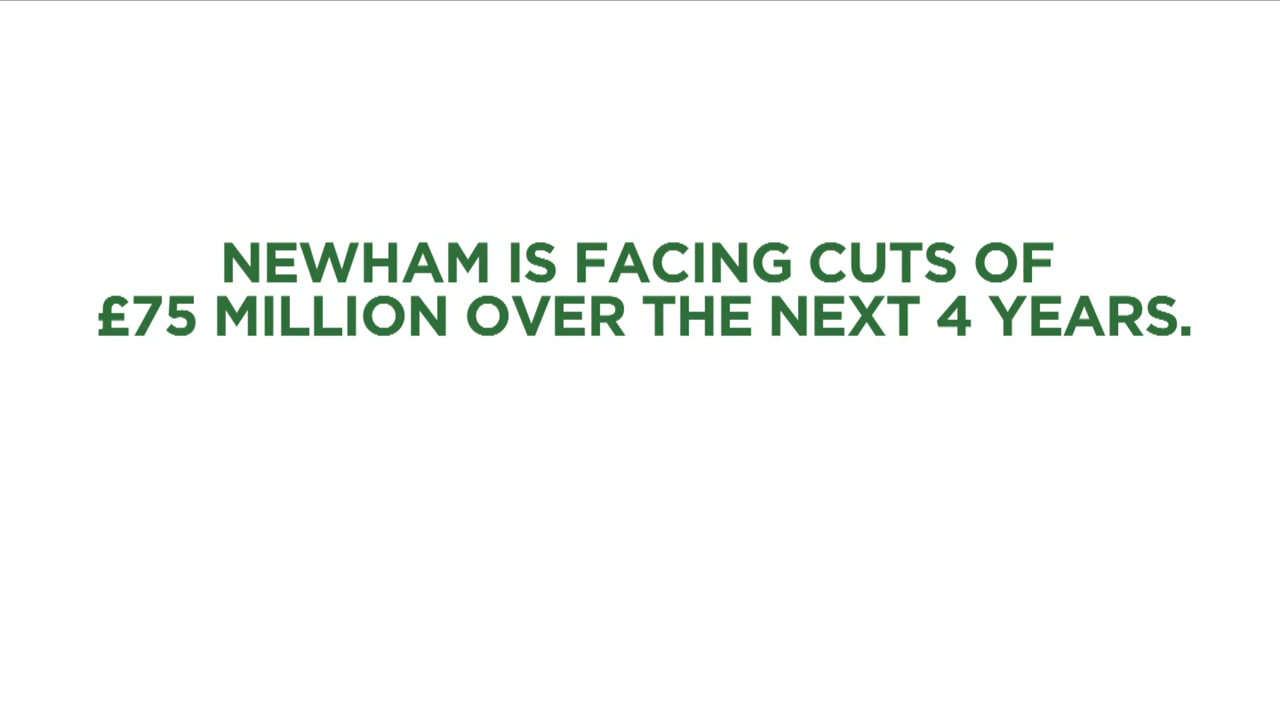 NEWHAM IS FACING CUTS OF
£75 MILLION OVER THE NEXT 4 YEARS.